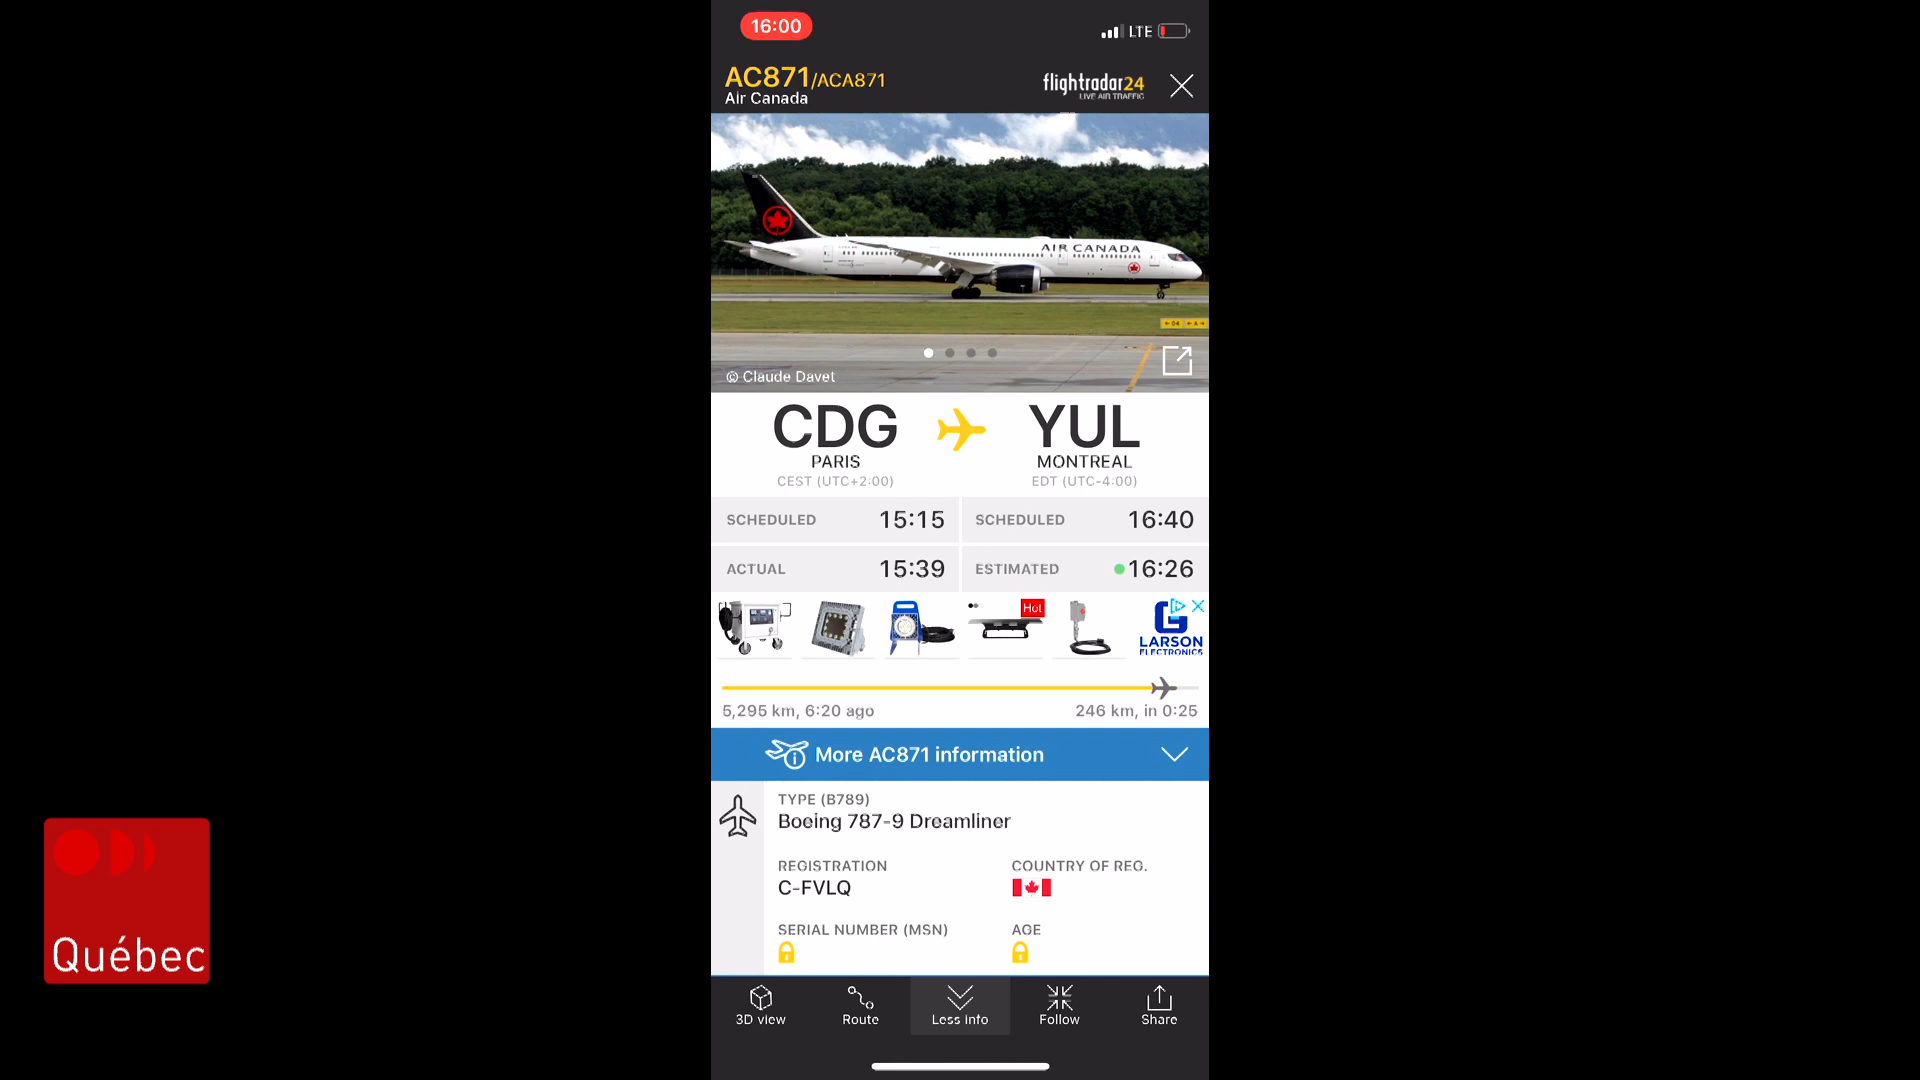 16:00
LTE
AC871/ACA871
Air Canada
flightradar24
LIVE AIR TRAFFIC
AIR CANADA
© Claude Davet
CDG
YUL
PARIS
MONTREAL
CEST (UTC+2:00)
EDT (UTC-4:00)
SCHEDULED 15:15
SCHEDULED 16:40
ACTUAL 15:39
ESTIMATED 16:26
Hot
LARSON
ELECTRONICS
5,295 km, 6:20 ago
246 km, in 0:25
More AC871 information
TYPE (B789)
Boeing 787-9 Dreamliner
REGISTRATION
COUNTRY OF REG.
C-FVLQ
SERIAL NUMBER (MSN)
AGE
3D view
Route
Less info
Follow
Share
Québec